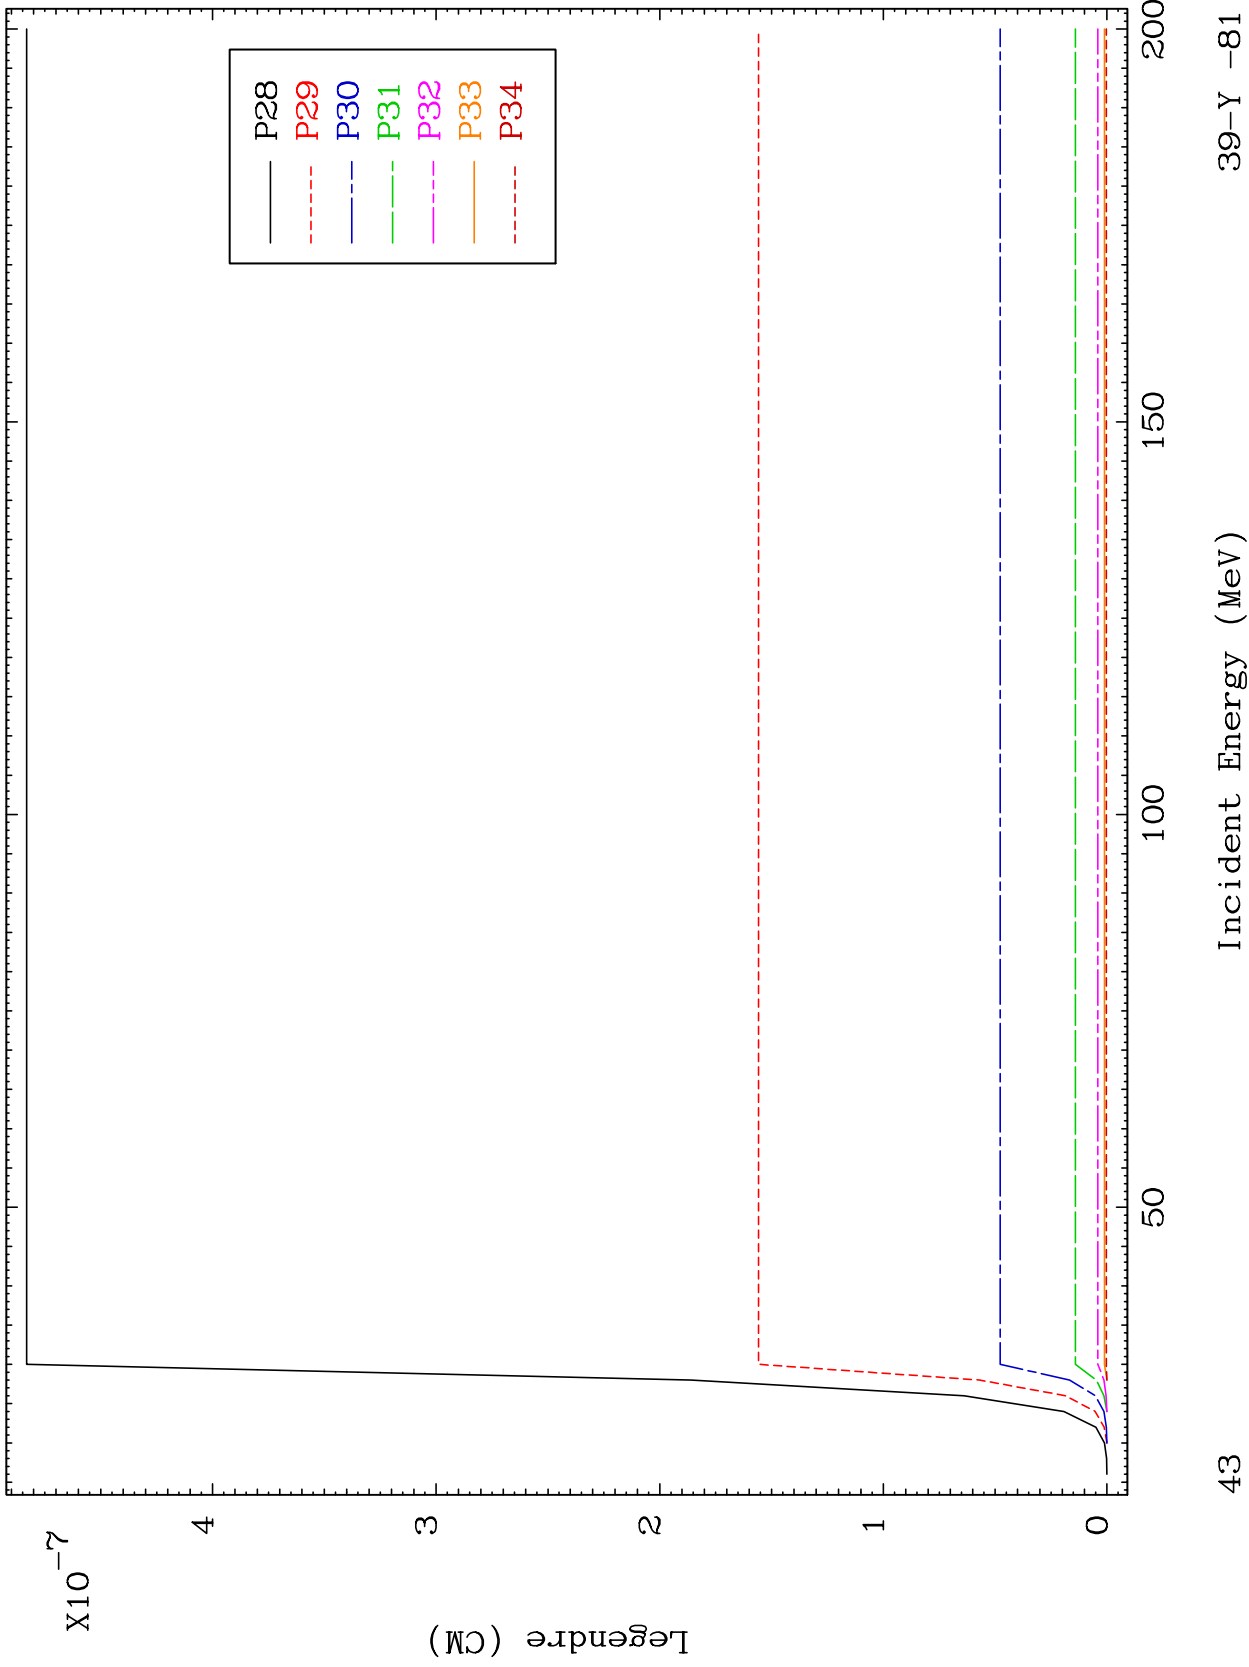 X10-7
Legendre (CM)
4
3
2
1
0
P28
P29
P30
P31
P32
P33
P34
50
100
150
200
Incident Energy (MeV)
43
39-Y -81